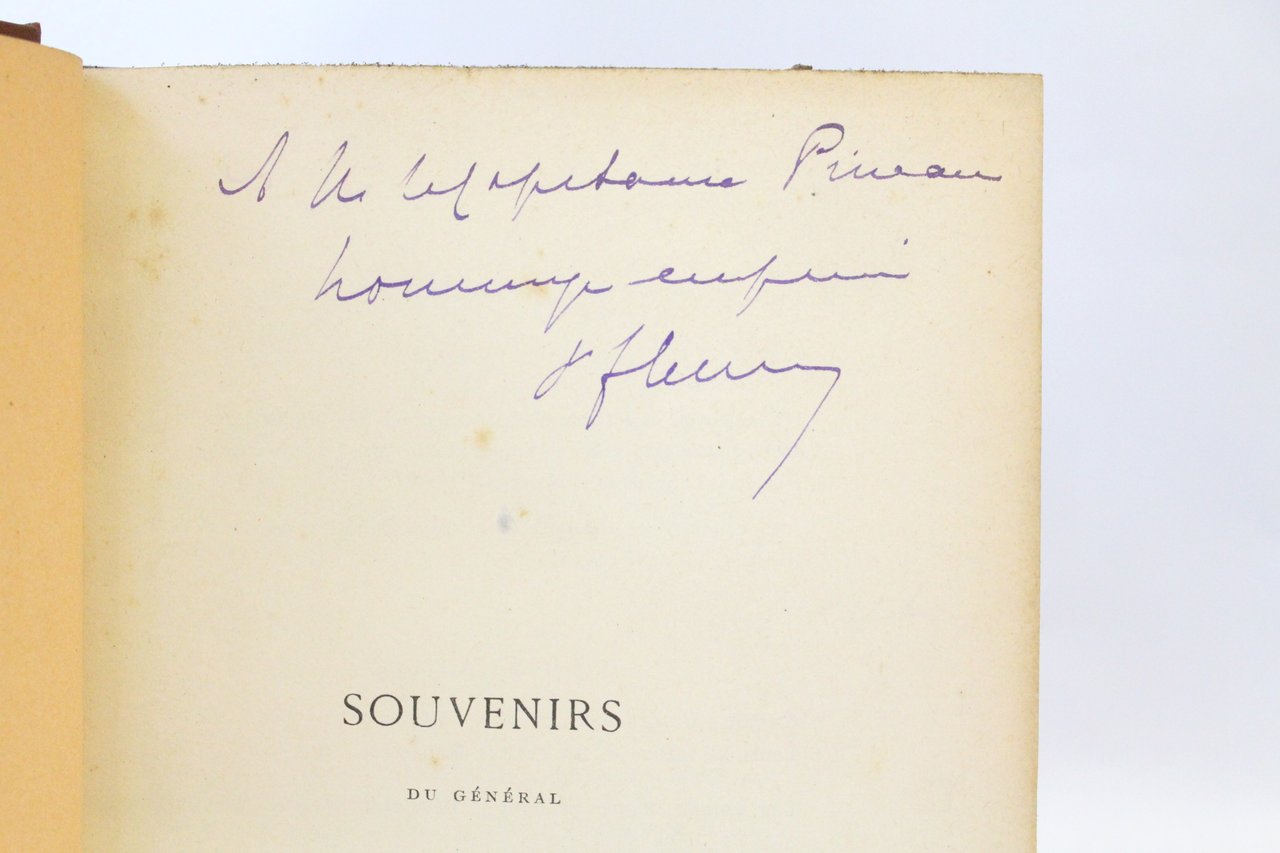 A M. le Capitaine Pineau
hommage empressé
Fleury
SOUVENIRS
DU GÉNÉRAL